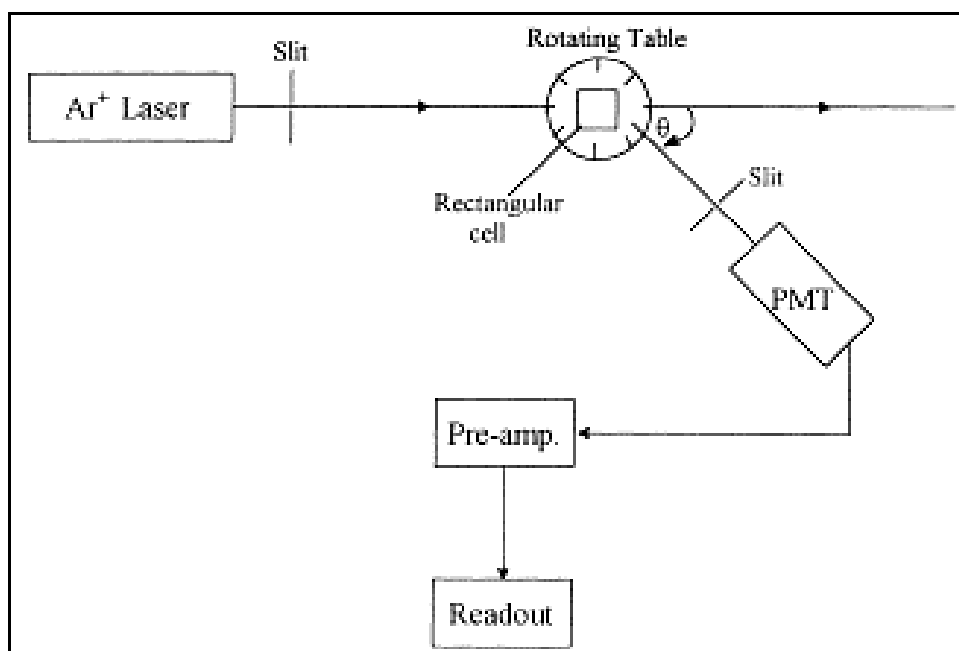 Rotating Table
Slit
Ar⁺ Laser
θ
Slit
Rectangular
cell
PMT
Pre-amp.
Readout